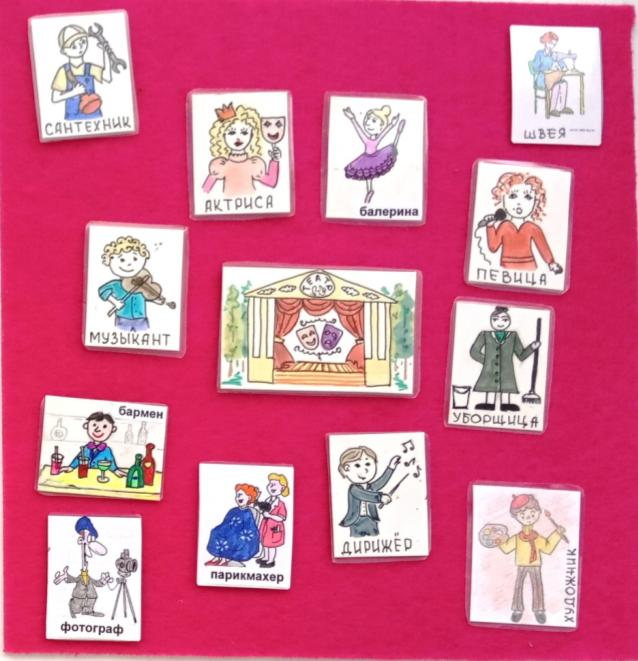 САНТЕХНИК
ШВЕЯ
АКТРИСА
балерина
ПЕВИЦА
МУЗЫКАНТ
ТЕАТР
УБОРЩИЦА
бармен
ДИРИЖЁР
парикмахер
ХУДОЖНИК
фотограф